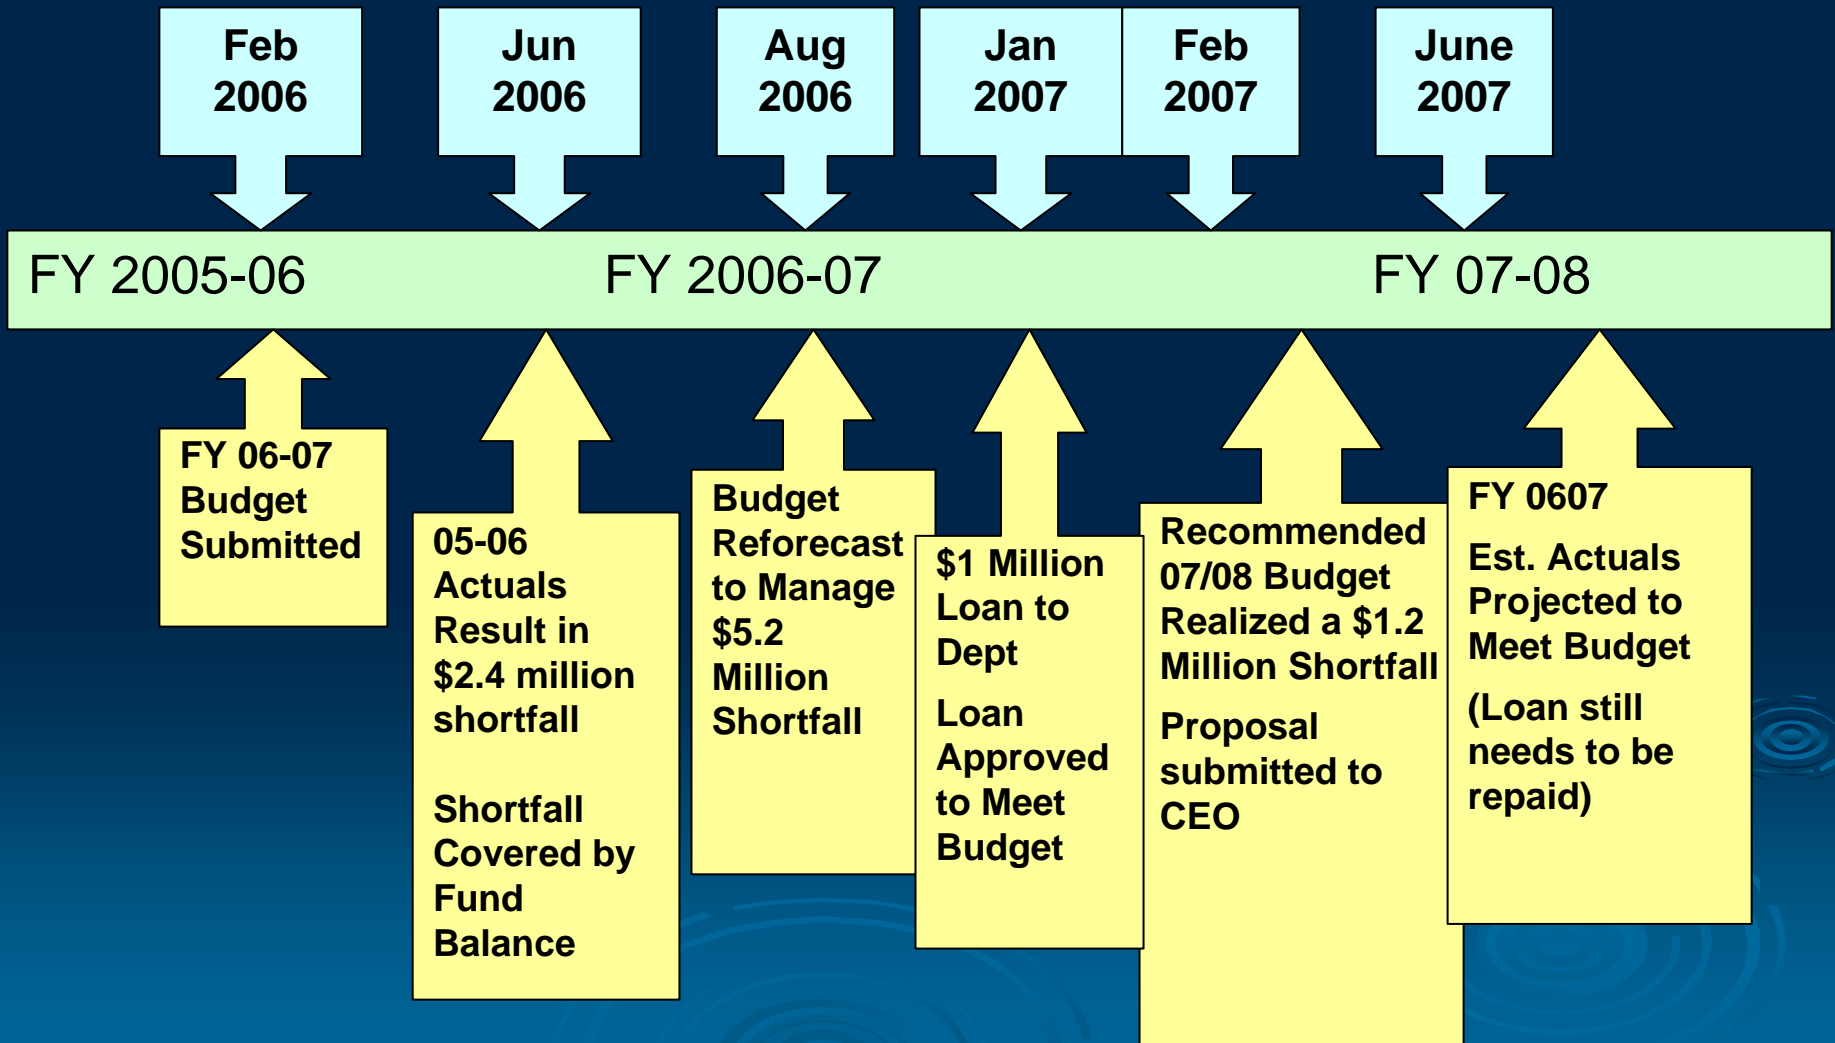 Feb
2006
Jun
2006
Aug
2006
Jan
2007
Feb
2007
June
2007
FY 2005-06
FY 2006-07
FY 07-08
FY 06-07
Budget
Submitted
05-06
Actuals
Result in
$2.4 million
shortfall
Shortfall
Covered by
Fund
Balance
Budget
Reforecast
to Manage
$5.2
Million
Shortfall
$1 Million
Loan to
Dept
Loan
Approved
to Meet
Budget
Recommended
07/08 Budget
Realized a $1.2
Million Shortfall
Proposal
submitted to
CEO
FY 0607
Est. Actuals
Projected to
Meet Budget
(Loan still
needs to be
repaid)